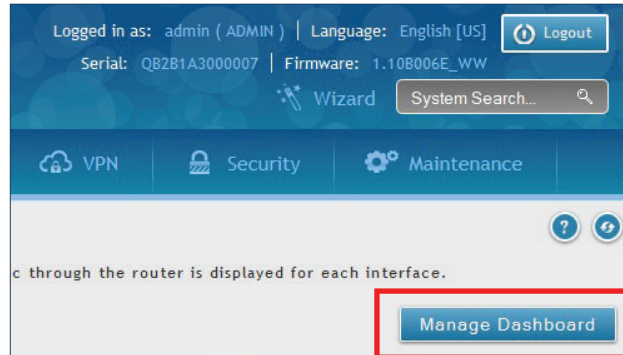 Logged in as: admin ( ADMIN ) | Language: English [US] Logout
Serial: QB2B1A3000007 | Firmware: 1.10B006E_WW
Wizard System Search...
VPN Security Maintenance
?
c through the router is displayed for each interface.
Manage Dashboard